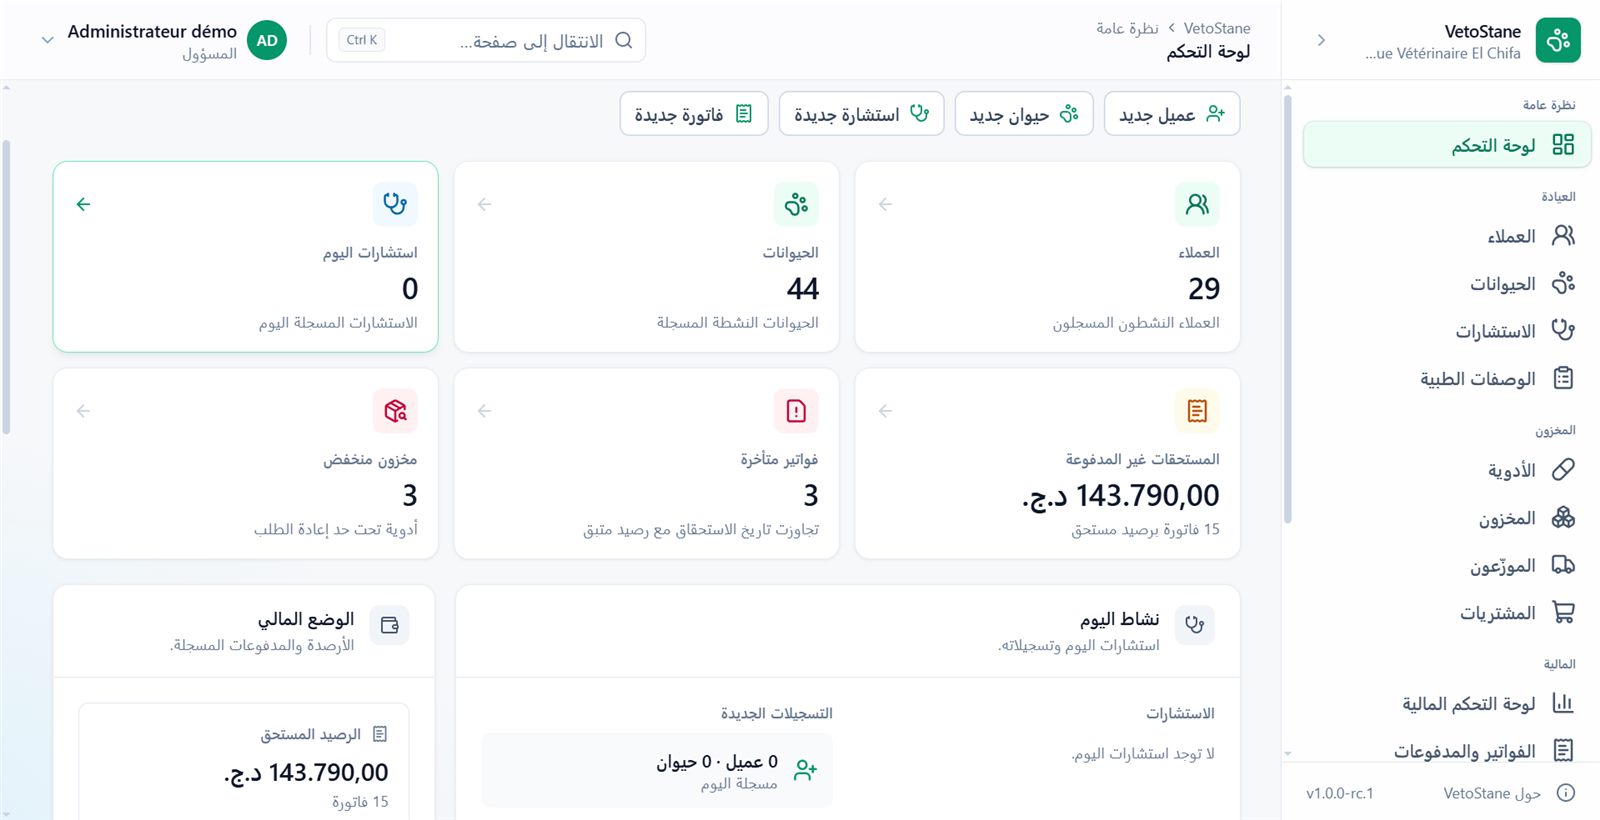 VetoStane
...ue Vétérinaire El Chifa
نظرة عامة
لوحة التحكم
العيادة
العملاء
الحيوانات
الاستشارات
الوصفات الطبية
المخزون
الأدوية
المخزون
الموزّعون
المشتريات
المالية
لوحة التحكم المالية
الفواتير والمدفوعات
حول VetoStane
v1.0.0-rc.1
VetoStane > نظرة عامة
لوحة التحكم
الانتقال إلى صفحة...
Ctrl K
AD
Administrateur démo
المسؤول
عميل جديد
حيوان جديد
استشارة جديدة
فاتورة جديدة
العملاء
29
العملاء النشطون المسجلون
الحيوانات
44
الحيوانات النشطة المسجلة
استشارات اليوم
0
الاستشارات المسجلة اليوم
المستحقات غير المدفوعة
143.790,00 د.ج.
15 فاتورة برصيد مستحق
فواتير متأخرة
3
تجاوزت تاريخ الاستحقاق مع رصيد متبق
مخزون منخفض
3
أدوية تحت حد إعادة الطلب
نشاط اليوم
استشارات اليوم وتسجيلاته.
الاستشارات
لا توجد استشارات اليوم.
التسجيلات الجديدة
0 عميل · 0 حيوان
مسجلة اليوم
الوضع المالي
الأرصدة والمدفوعات المسجلة.
الرصيد المستحق
143.790,00 د.ج.
15 فاتورة